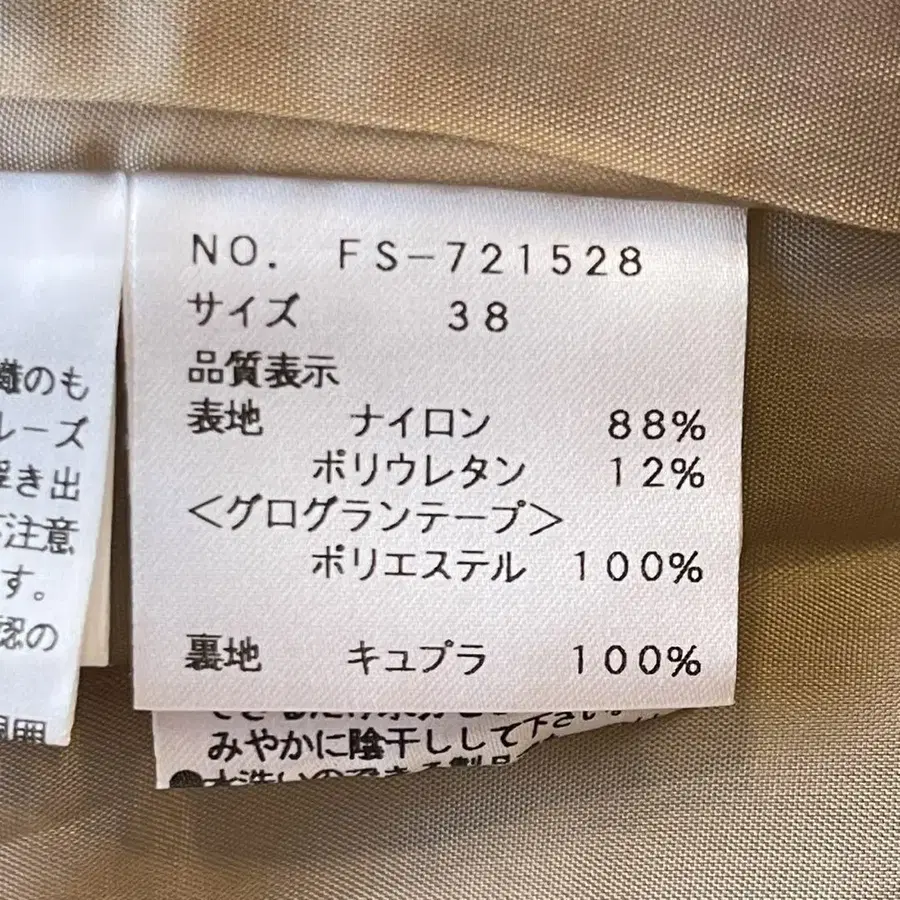 NO. FS-721528
サイズ 38
品質表示
表地 ナイロン 88%
ポリウレタン 12%
<グログランテープ>
ポリエステル 100%
裏地 キュプラ 100%
のも
ーズ
き出
注意
す。
認の
みやかに陰干しして下さい。